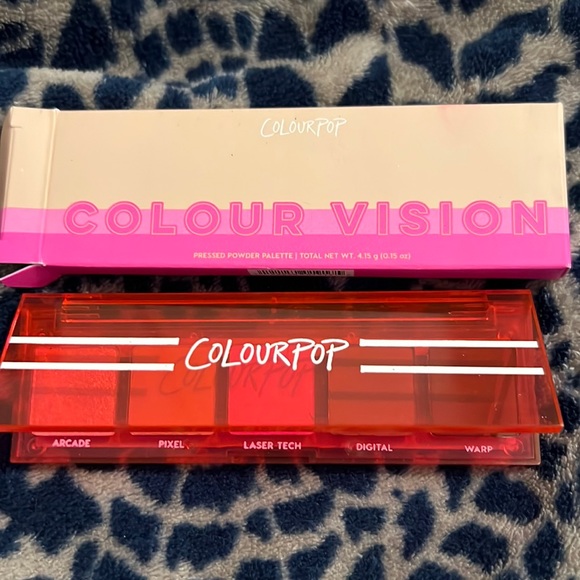 COLOURPOP
COLOUR VISION
PRESSED POWDER PALETTE | TOTAL NET WT. 4.15 g (0.15 oz)
COLOURPOP
ARCADE PIXEL LASER TECH DIGITAL WARP